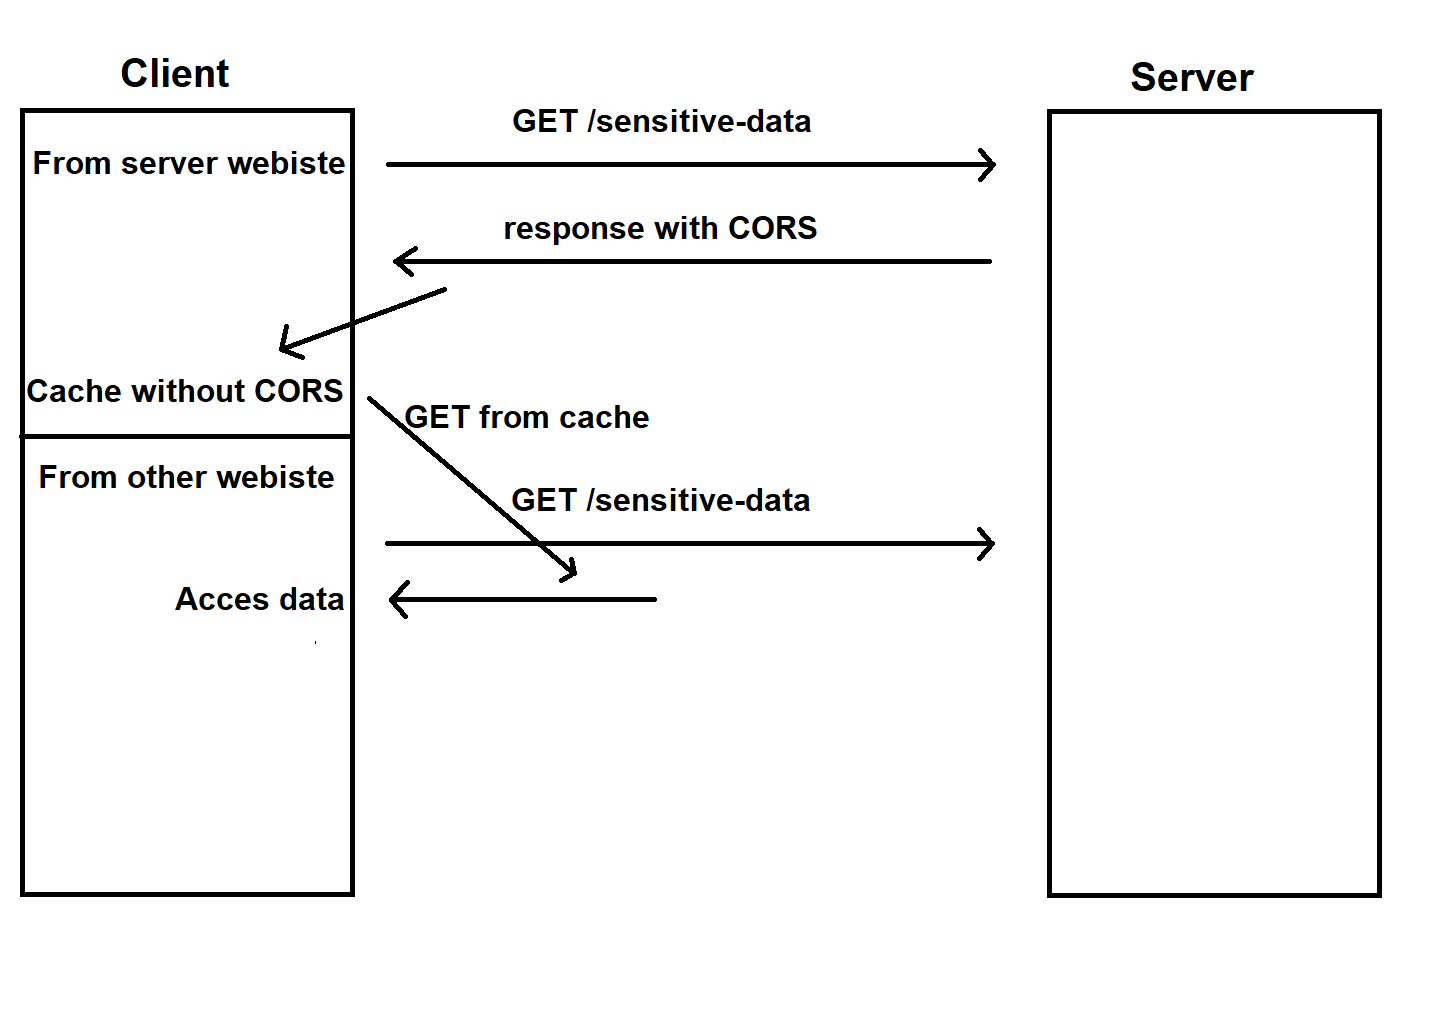 Client
Server
From server webiste
GET /sensitive-data
response with CORS
Cache without CORS
GET from cache
From other webiste
GET /sensitive-data
Acces data